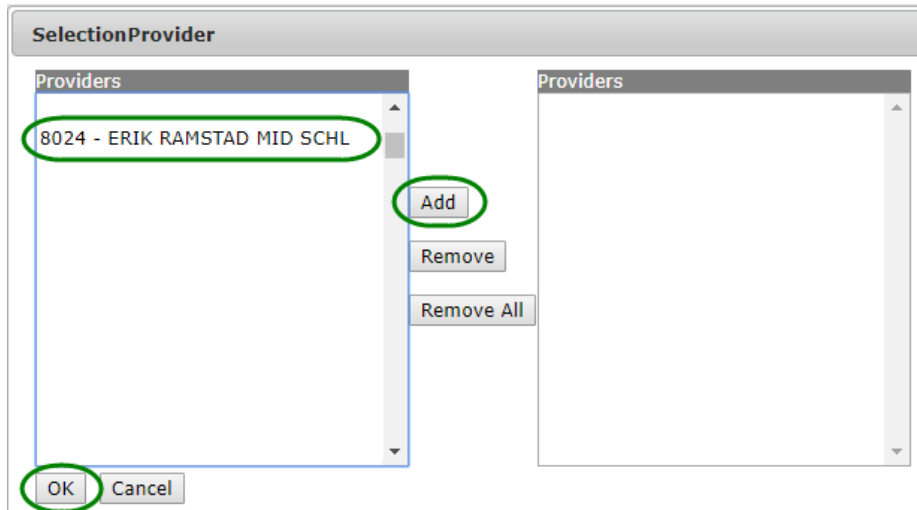 SelectionProvider
Providers
Providers
8024 - ERIK RAMSTAD MID SCHL
Add
Remove
Remove All
OK
Cancel